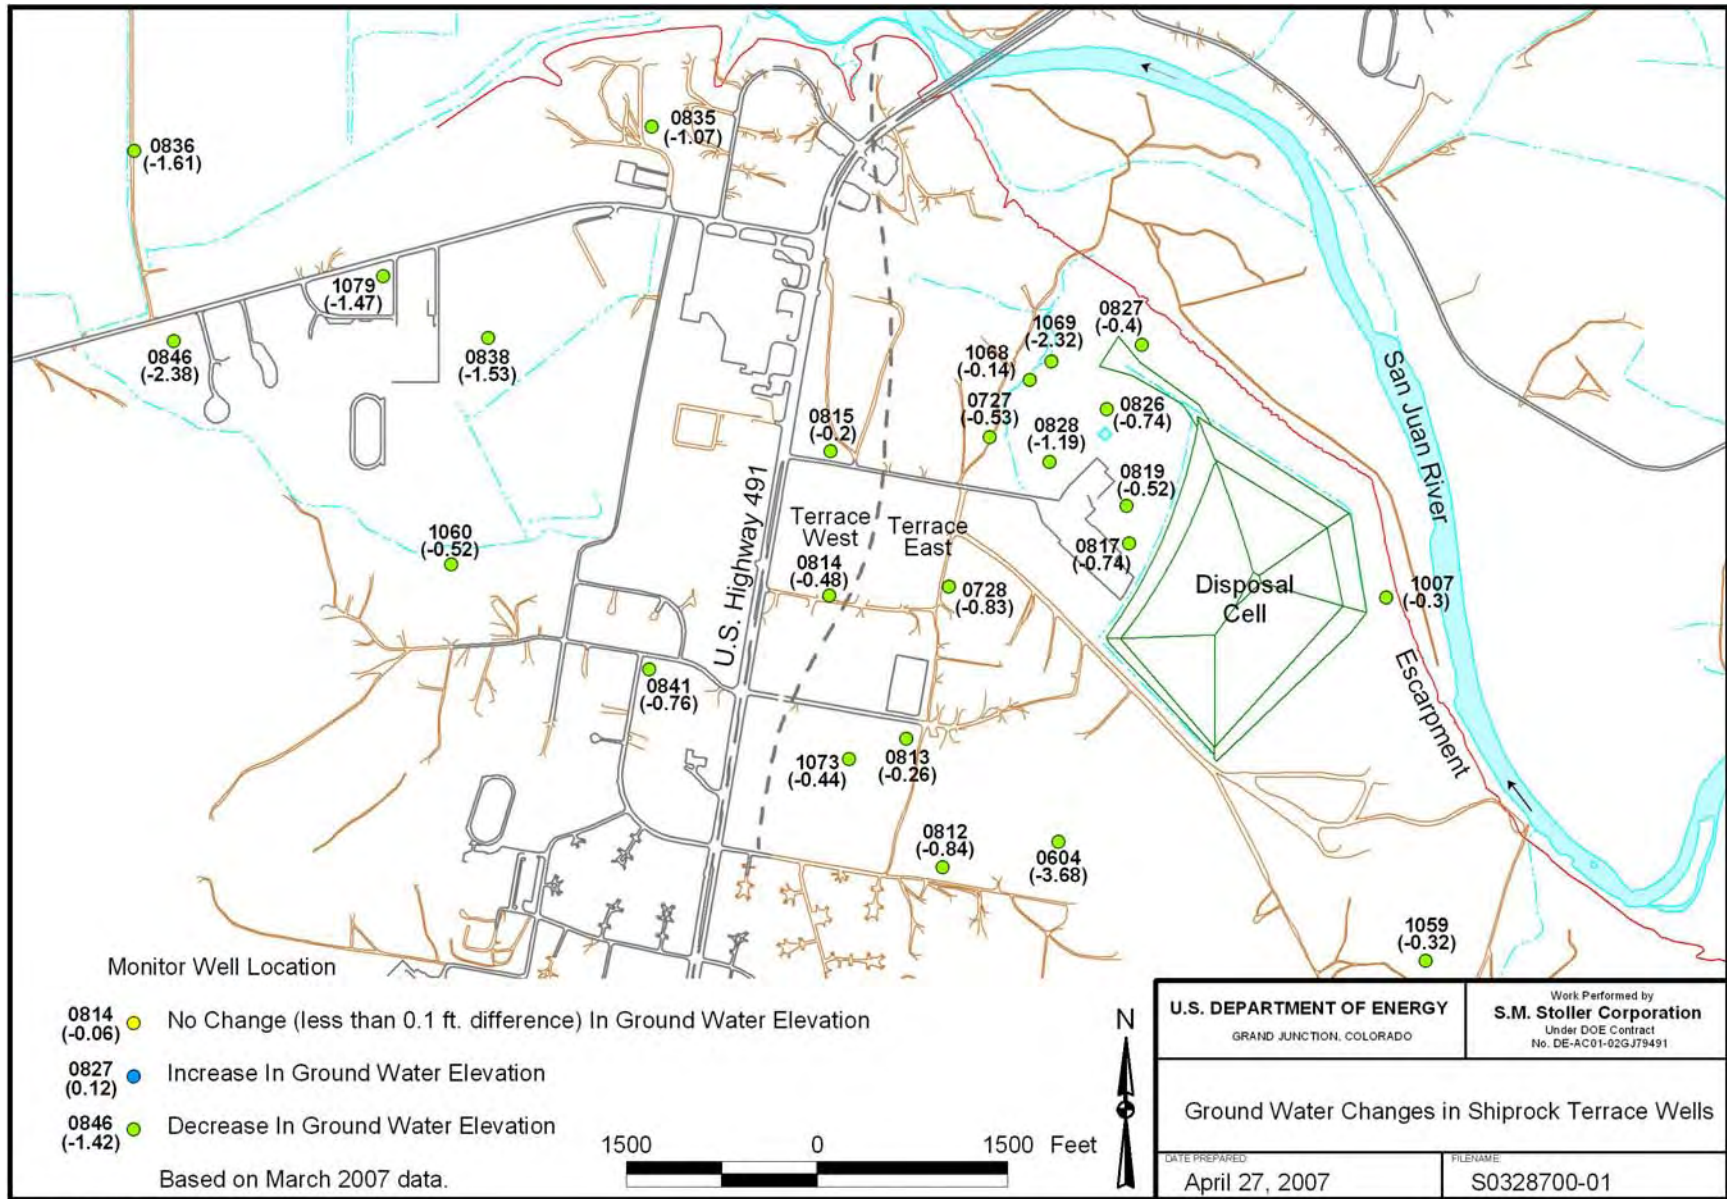 0836
(-1.61)
0835
(-1.07)
1079
(-1.47)
0846
(-2.38)
0838
(-1.53)
1069
(-2.32)
0827
(-0.4)
1068
(-0.14)
0727
(-0.53)
0826
(-0.74)
0828
(-1.19)
0815
(-0.2)
0819
(-0.52)
0817
(-0.74)
San Juan River
U.S. Highway 491
Terrace
West
Terrace
East
1060
(-0.52)
0814
(-0.48)
0728
(-0.83)
Disposal
Cell
1007
(-0.3)
Escarpment
0841
(-0.76)
1073
(-0.44)
0813
(-0.26)
0812
(-0.84)
0604
(-3.68)
1059
(-0.32)
Monitor Well Location
0814
(-0.06)
No Change (less than 0.1 ft. difference) In Ground Water Elevation
0827
(0.12)
Increase In Ground Water Elevation
0846
(-1.42)
Decrease In Ground Water Elevation
Based on March 2007 data.
1500 0 1500 Feet
N
U.S. DEPARTMENT OF ENERGY
GRAND JUNCTION, COLORADO
Work Performed by
S.M. Stoller Corporation
Under DOE Contract
No. DE-AC01-02GJ79491
Ground Water Changes in Shiprock Terrace Wells
DATE PREPARED:
April 27, 2007
FILENAME:
S0328700-01